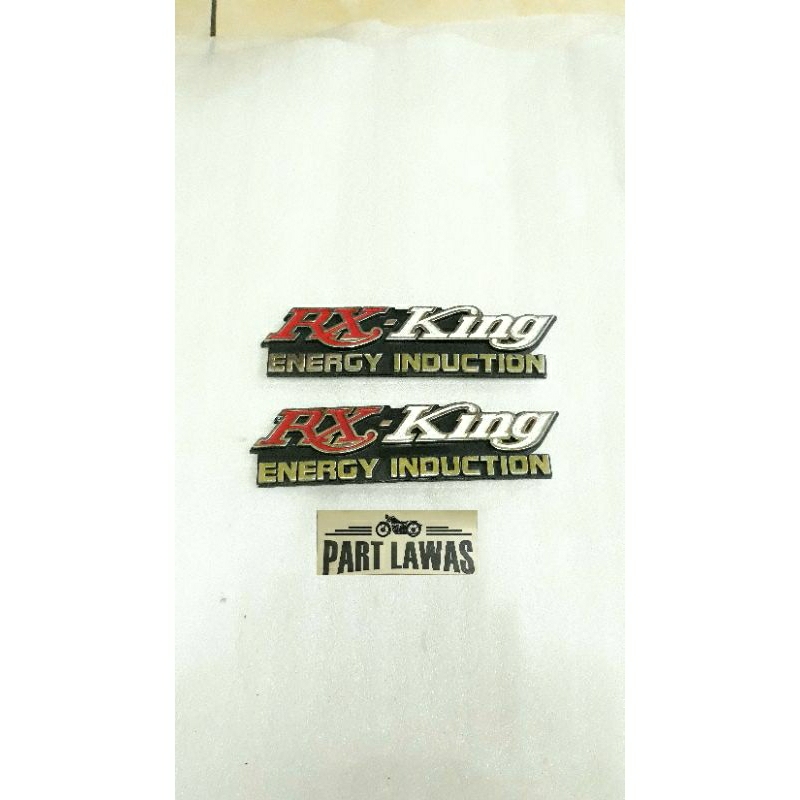 RX-King
ENERGY INDUCTION
RX-King
ENERGY INDUCTION
PART LAWAS